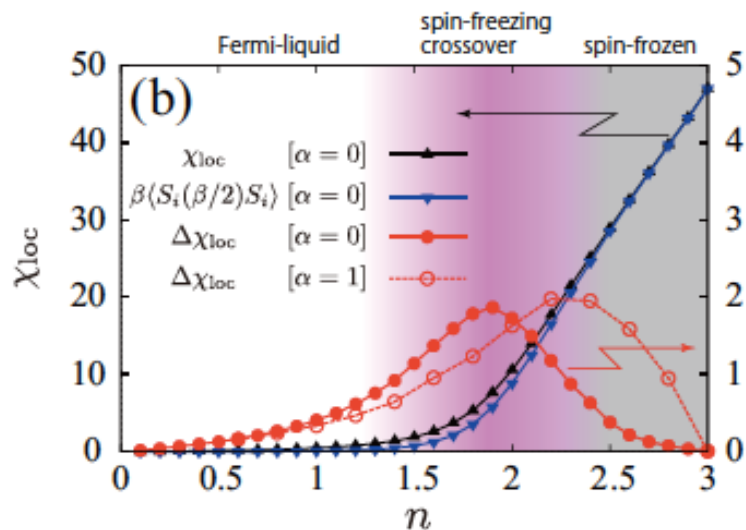 Fermi-liquid
spin-freezing
crossover
spin-frozen
(b)
50
40
30
20
10
0
χloc
χloc [α = 0]
β⟨Si(β/2)Si⟩ [α = 0]
Δχloc [α = 0]
Δχloc [α = 1]
5
4
3
2
1
0
0 0.5 1 1.5 2 2.5 3
n